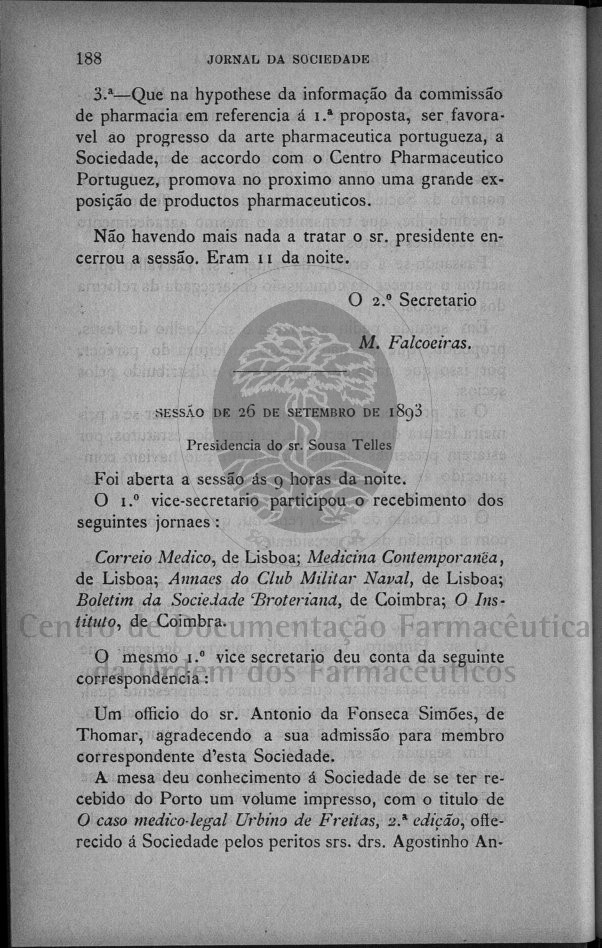 188 JORNAL DA SOCIEDADE
3.ª—Que na hypothese da informação da commissão
de pharmacia em referencia á 1.ª proposta, ser favora-
vel ao progresso da arte pharmaceutica portugueza, a
Sociedade, de accordo com o Centro Pharmaceutico
Portuguez, promova no proximo anno uma grande ex-
posição de productos pharmaceuticos.
Não havendo mais nada a tratar o sr. presidente en-
cerrou a sessão. Eram 11 da noite.
O 2.º Secretario
M. Falcoeiras.
SESSÃO DE 26 DE SETEMBRO DE 1893
Presidencia do sr. Sousa Telles
Foi aberta a sessão ás 9 horas da noite.
O 1.º vice-secretario participou o recebimento dos
seguintes jornaes :
Correio Medico, de Lisboa; Medicina Contemporanea,
de Lisboa; Annaes do Club Militar Naval, de Lisboa;
Boletim da Sociedade Broteriana, de Coimbra; O Ins-
tituto, de Coimbra.
Centro de Documentação Farmacêutica
O mesmo 1.º vice secretario deu conta da seguinte
da Ordem dos Farmacêuticos
correspondencia :
Um officio do sr. Antonio da Fonseca Simões, de
Thomar, agradecendo a sua admissão para membro
correspondente d'esta Sociedade.
A mesa deu conhecimento á Sociedade de se ter re-
cebido do Porto um volume impresso, com o titulo de
O caso medico-legal Urbino de Freitas, 2.ª edição, offe-
recido á Sociedade pelos peritos srs. drs. Agostinho An-